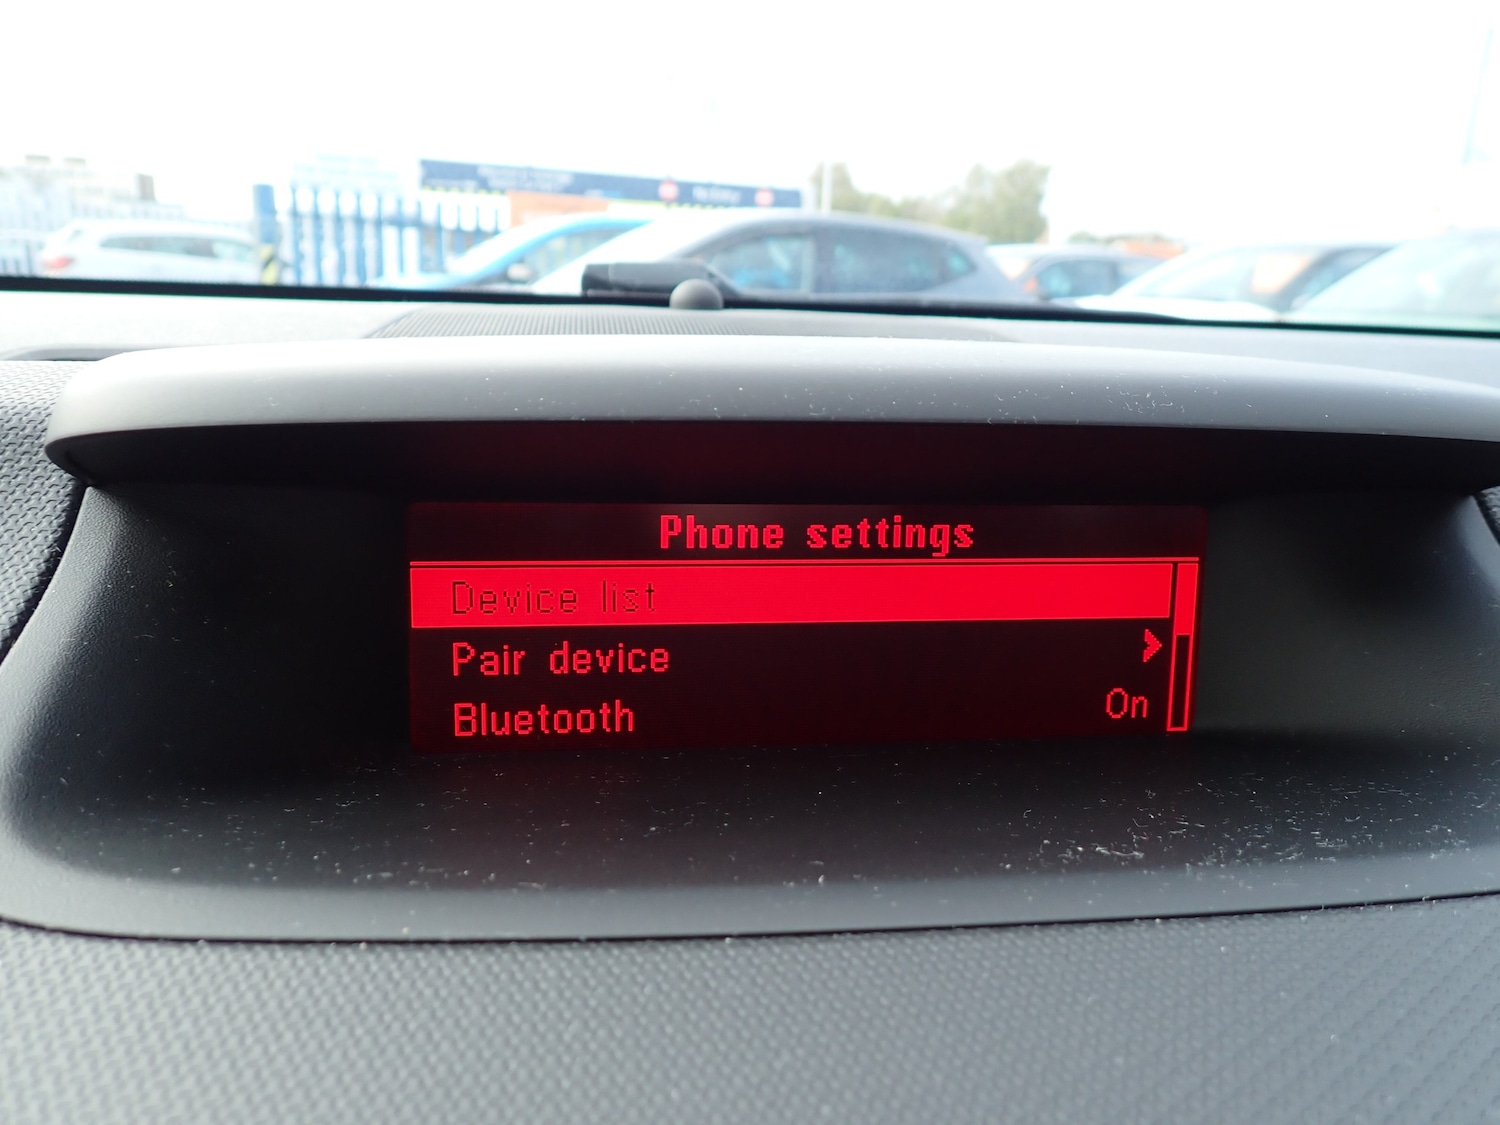 Phone settings
Device list
Pair device
Bluetooth On